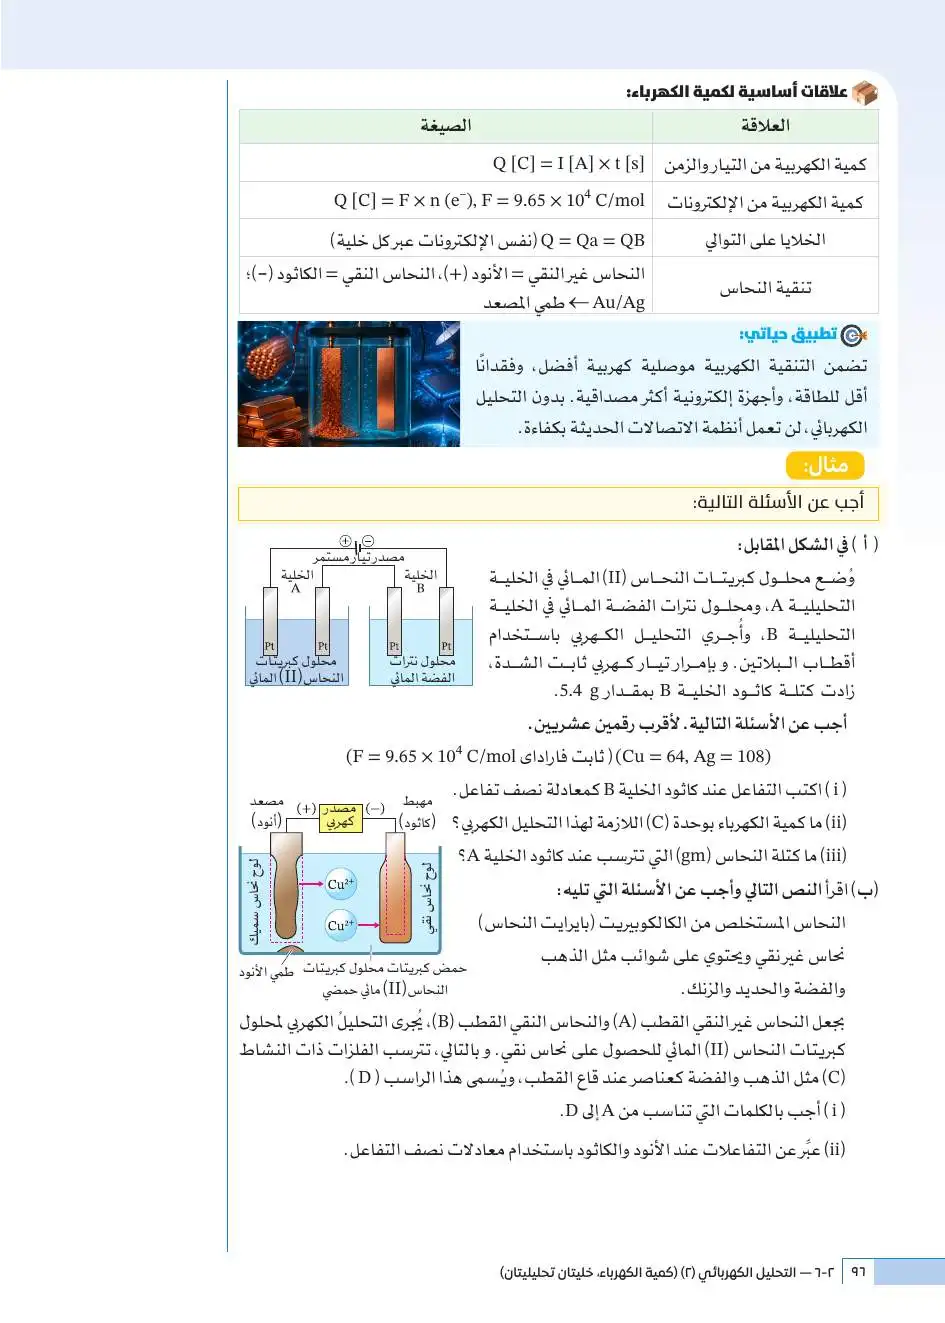 علاقات أساسية لكمية الكهرباء:
العلاقة	الصيغة
كمية الكهربية من التيار والزمن	Q [C] = I [A] × t [s]
كمية الكهربية من الإلكترونات	Q [C] = F × n (e⁻), F = 9.65 × 10⁴ C/mol
الخلايا على التوالي	Q = Qa = QB (نفس الإلكترونات عبر كل خلية)
تنقية النحاس	النحاس غير النقي = الأنود (+)، النحاس النقي = الكاثود (−)؛
Au/Ag ← طمي المصعد
تطبيق حياتي:
تضمن التنقية الكهربية موصلية كهربية أفضل، وفقدانًا
أقل للطاقة، وأجهزة إلكترونية أكثر مصداقية. بدون التحليل
الكهربائي، لن تعمل أنظمة الاتصالات الحديثة بكفاءة.
مثال:
أجب عن الأسئلة التالية:
( أ ) في الشكل المقابل:
وُضع محلول كبريتات النحاس (II) المائي في الخلية
التحليلية A، ومحلول نترات الفضة المائي في الخلية
التحليلية B، وأُجري التحليل الكهربي باستخدام
أقطاب البلاتين. و بإمرار تيار كهربي ثابت الشدة،
زادت كتلة كاثود الخلية B بمقدار 5.4 g.
أجب عن الأسئلة التالية. لأقرب رقمين عشريين.
(Cu = 64, Ag = 108) ( ثابت فاراداى F = 9.65 × 10⁴ C/mol)
⊕ ⊖
مصدر تيار مستمر
الخلية A
الخلية B
Pt Pt Pt Pt
محلول كبريتات
النحاس (II) المائي
محلول نترات
الفضة المائي
( i ) اكتب التفاعل عند كاثود الخلية B كمعادلة نصف تفاعل.
(ii) ما كمية الكهرباء بوحدة (C) اللازمة لهذا التحليل الكهربي؟
(iii) ما كتلة النحاس (gm) التي تترسب عند كاثود الخلية A؟
(ب) اقرأ النص التالي وأجب عن الأسئلة التي تليه:
النحاس المستخلص من الكالكوبيريت (بايرايت النحاس)
نحاس غير نقي ويحتوي على شوائب مثل الذهب
والفضة والحديد والزنك.
مهبط
(كاثود)
(−)
مصدر
كهربي
(+)
مصعد
(أنود)
لوح نحاس سميك
Cu²⁺
Cu²⁺
لوح نحاس نقي
طمي الأنود
حمض كبريتات محلول كبريتات
النحاس (II) مائي حمضي
بجعل النحاس غير النقي القطب (A) والنحاس النقي القطب (B)، يُجرى التحليلُ الكهربي لمحلول
كبريتات النحاس (II) المائي للحصول على نحاس نقي. و بالتالي، تترسب الفلزات ذات النشاط
(C) مثل الذهب والفضة كعناصر عند قاع القطب، ويُسمى هذا الراسب ( D ).
( i ) أجب بالكلمات التي تناسب من A إلى D.
(ii) عبِّر عن التفاعلات عند الأنود والكاثود باستخدام معادلات نصف التفاعل.
٩٦
٢-٦ — التحليل الكهربائي (٢) (كمية الكهرباء، خليتان تحليليتان)